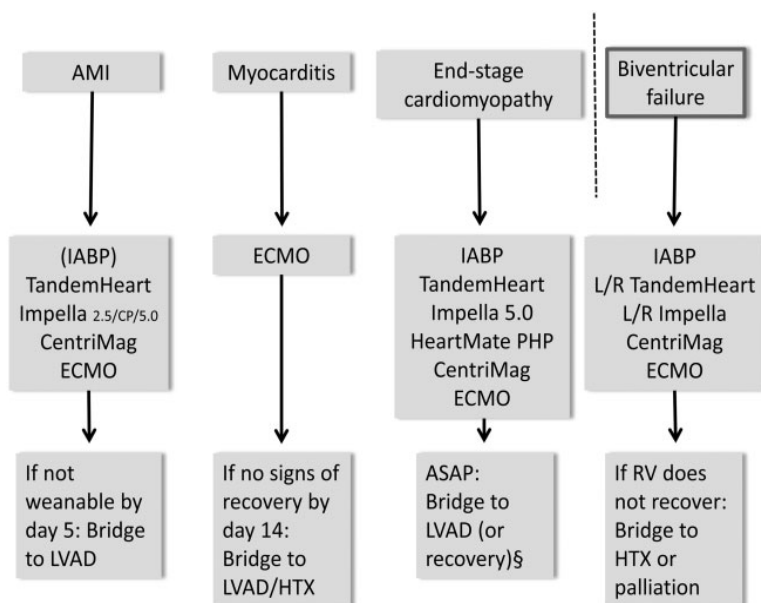 AMI
Myocarditis
End-stage
cardiomyopathy
Biventricular
failure
(IABP)
TandemHeart
Impella 2.5/CP/5.0
CentriMag
ECMO
ECMO
IABP
TandemHeart
Impella 5.0
HeartMate PHP
CentriMag
ECMO
IABP
L/R TandemHeart
L/R Impella
CentriMag
ECMO
If not
weanable by
day 5: Bridge
to LVAD
If no signs of
recovery by
day 14:
Bridge to
LVAD/HTX
ASAP:
Bridge to
LVAD (or
recovery)§
If RV does
not recover:
Bridge to
HTX or
palliation